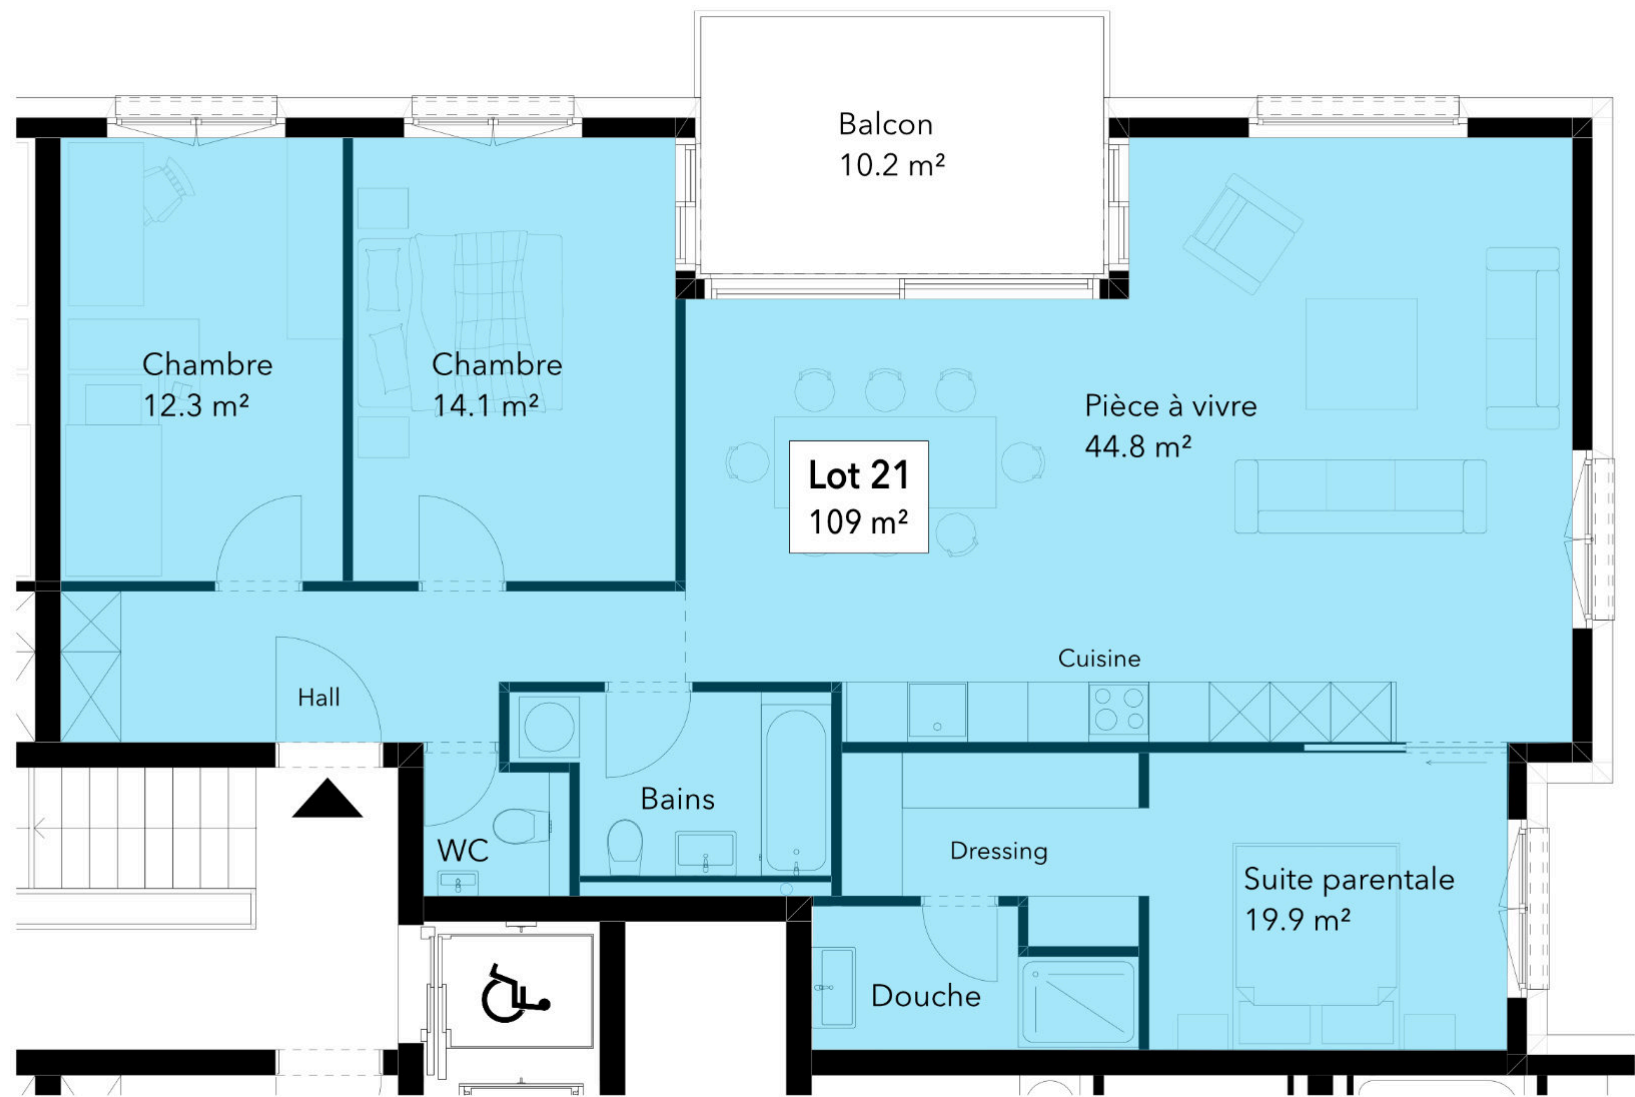 Balcon
10.2 m²
Chambre
12.3 m²
Chambre
14.1 m²
Pièce à vivre
44.8 m²
Lot 21
109 m²
Cuisine
Hall
Bains
WC
Dressing
Suite parentale
19.9 m²
Douche